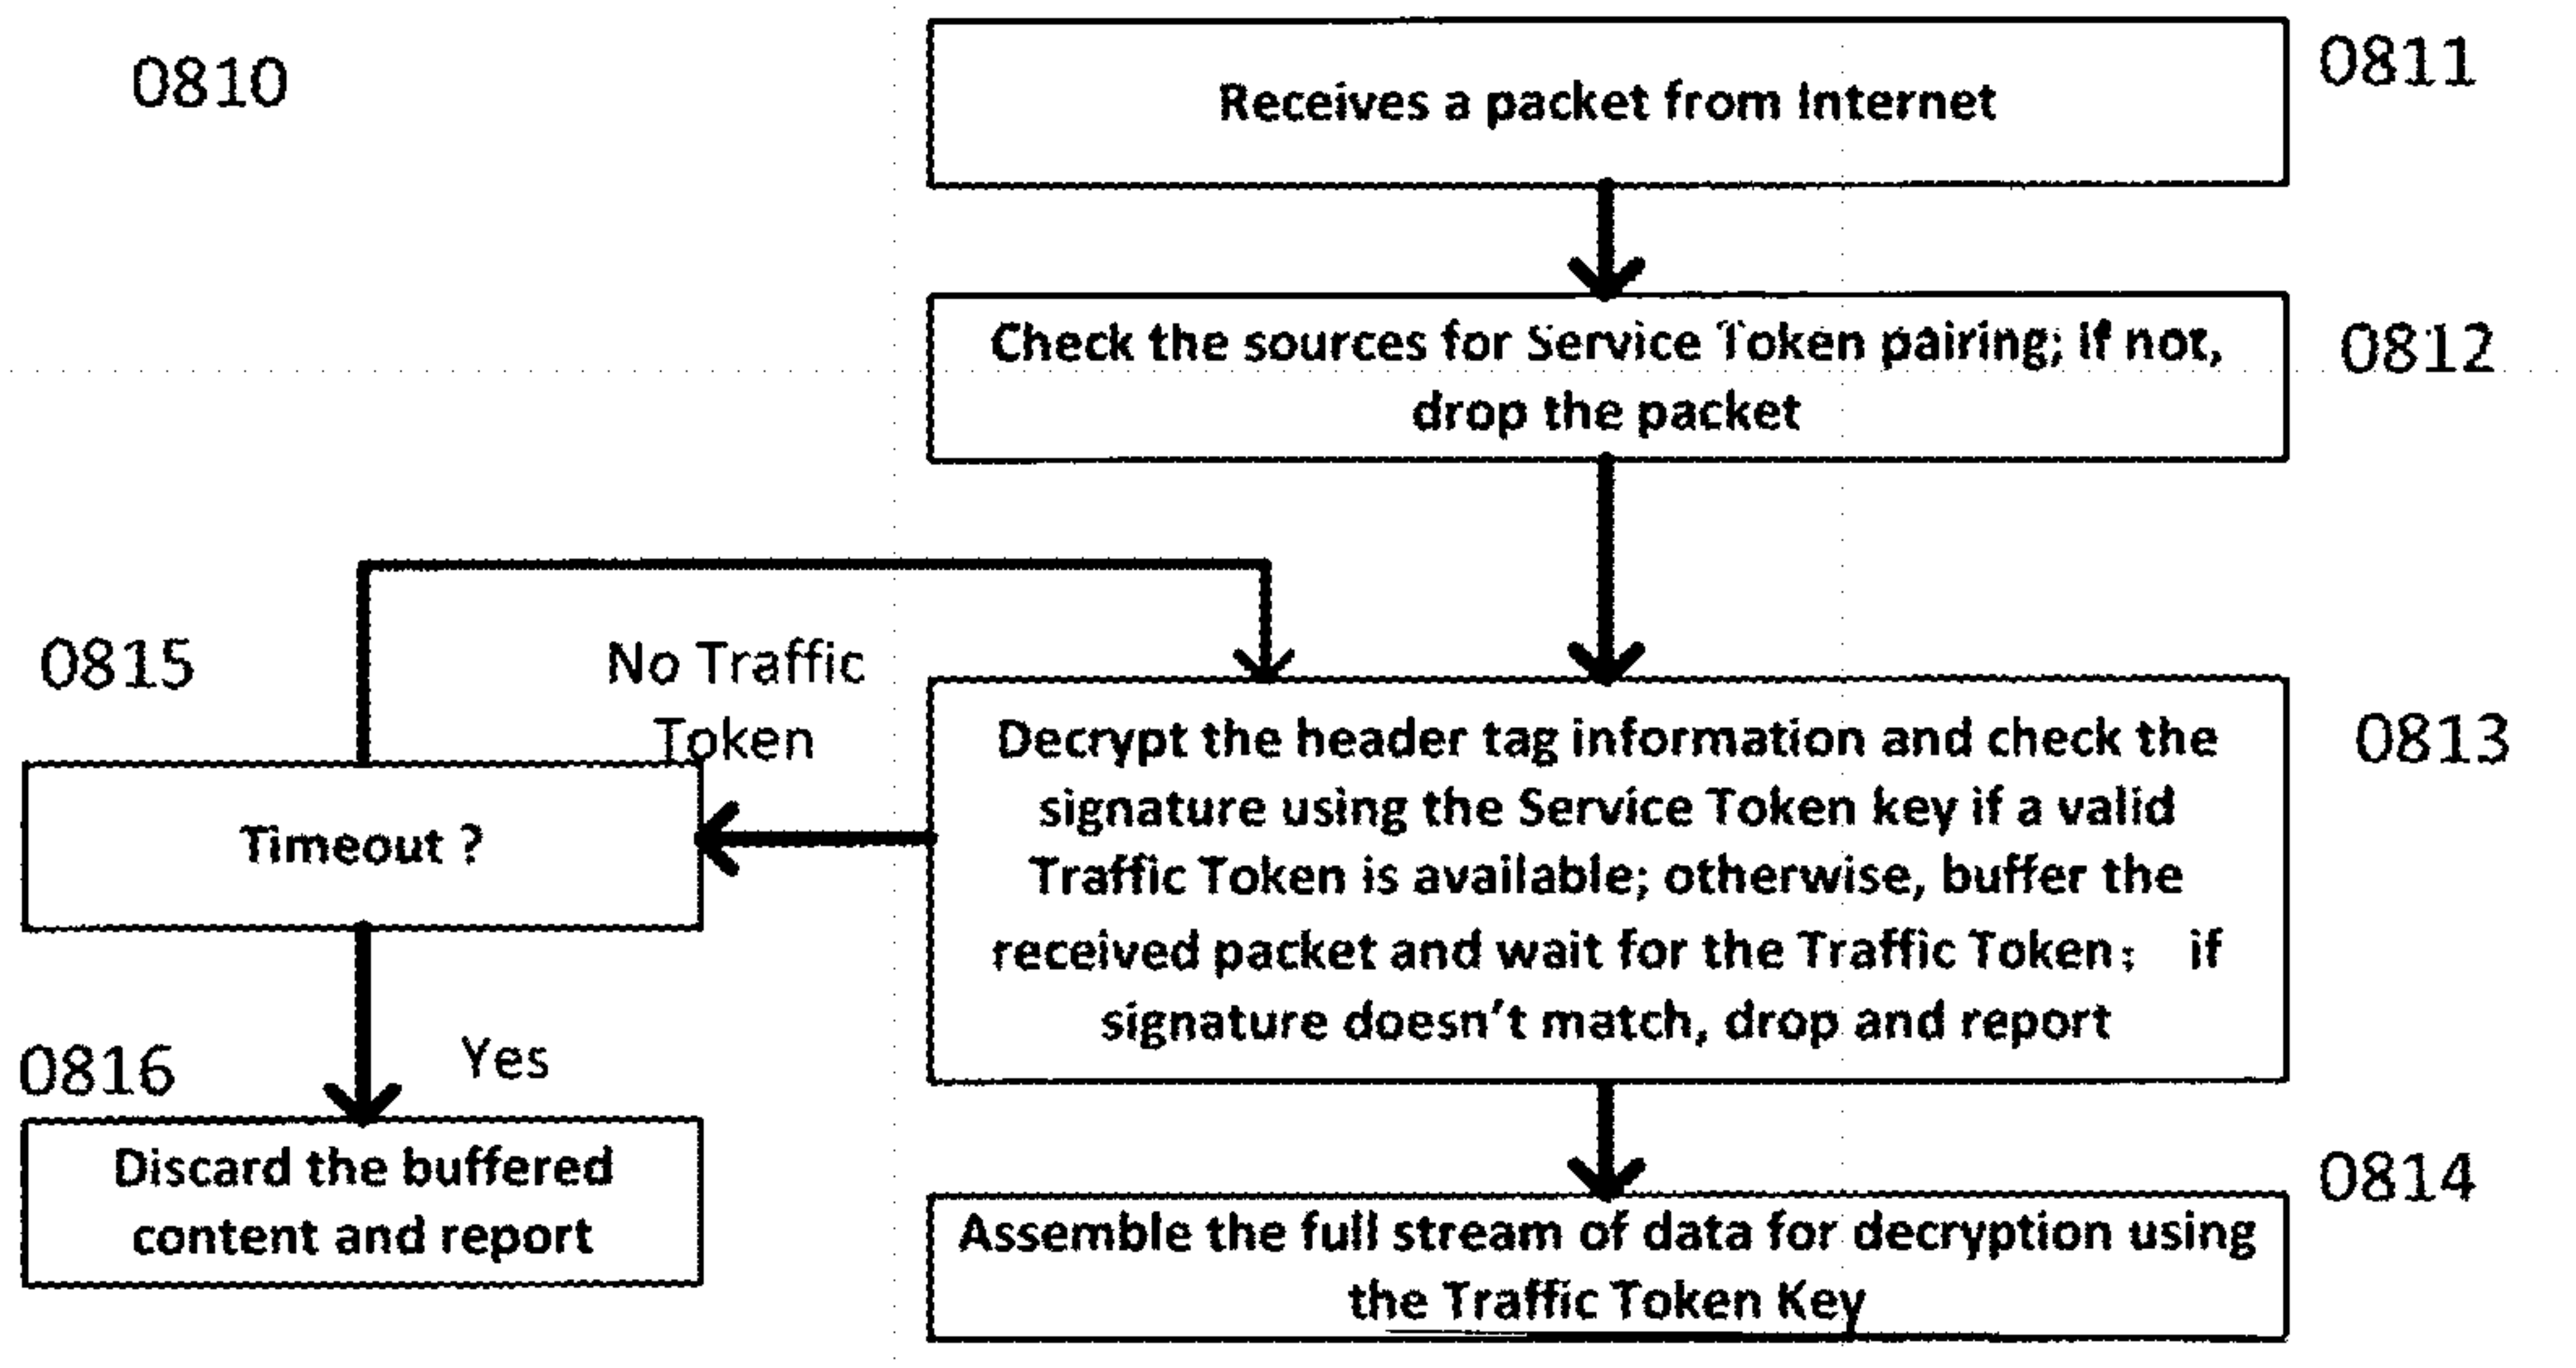 0810
0811
Receives a packet from Internet
Check the sources for Service Token pairing; if not,
drop the packet
0812
0815
No Traffic
Token
Timeout ?
Decrypt the header tag information and check the
signature using the Service Token key if a valid
Traffic Token is available; otherwise, buffer the
received packet and wait for the Traffic Token; if
signature doesn't match, drop and report
0813
0816
Yes
Discard the buffered
content and report
0814
Assemble the full stream of data for decryption using
the Traffic Token Key